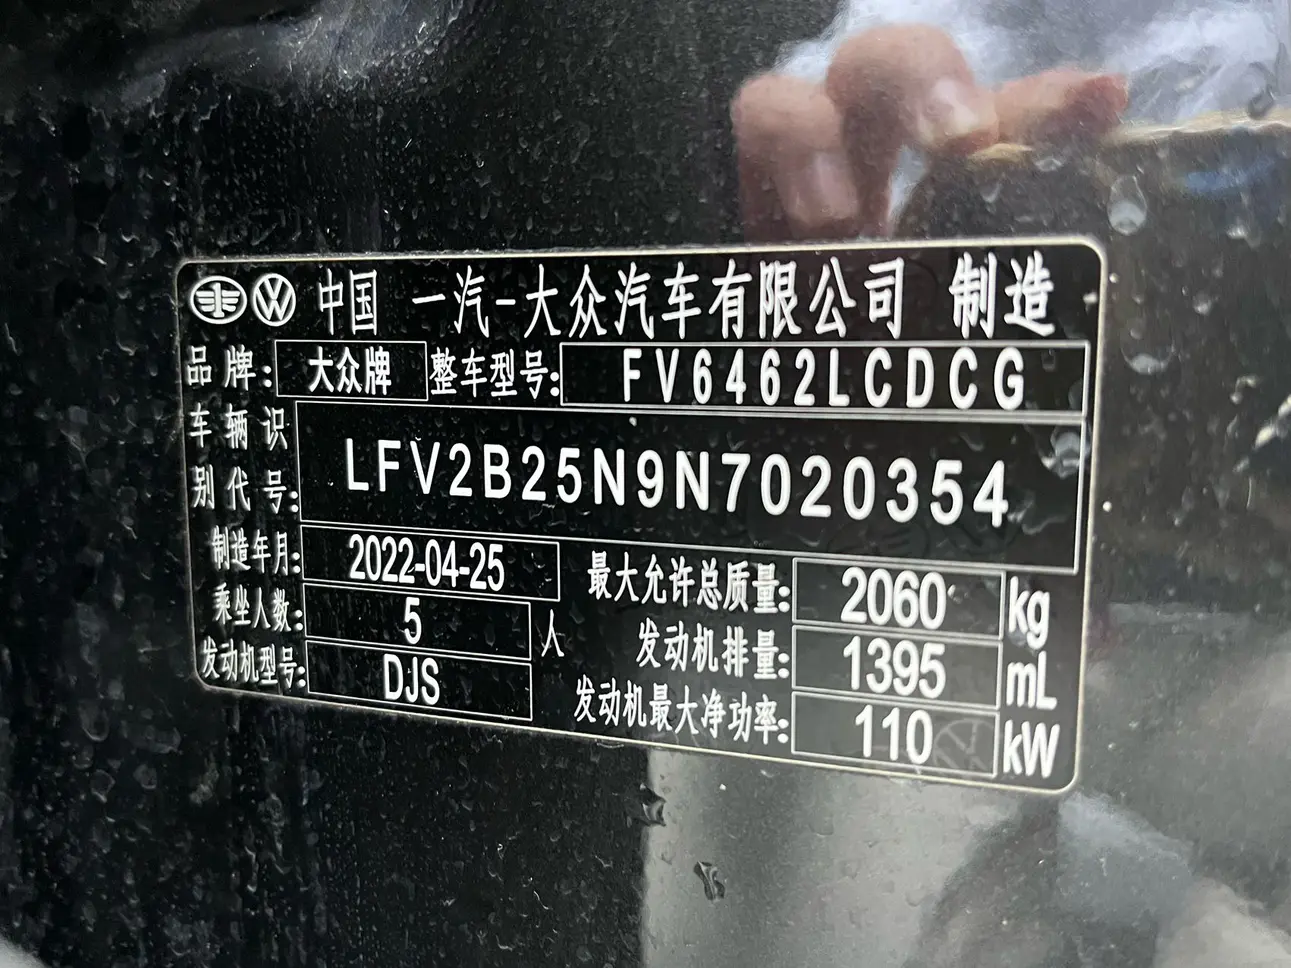 中国 一汽-大众汽车有限公司 制造
品牌: 大众牌 整车型号: FV6462LCDCG
车辆识别代号: LFV2B25N9N7020354
制造年月: 2022-04-25 最大允许总质量: 2060 kg
乘坐人数: 5 人 发动机排量: 1395 mL
发动机型号: DJS 发动机最大净功率: 110 kW